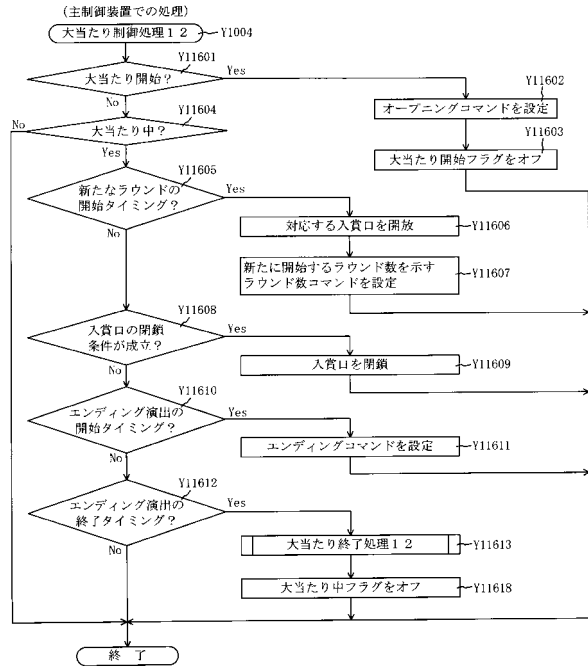 (主制御装置での処理)
大当たり制御処理12
Y1004
Y11601
大当たり開始?
Yes
No
Y11602
オープニングコマンドを設定
Y11603
大当たり開始フラグをオフ
Y11604
No
大当たり中?
Yes
Y11605
新たなラウンドの
開始タイミング?
Yes
No
対応する入賞口を開放
Y11606
新たに開始するラウンド数を示す
ラウンド数コマンドを設定
Y11607
Y11608
入賞口の閉鎖
条件が成立?
Yes
No
入賞口を閉鎖
Y11609
Y11610
エンディング演出の
開始タイミング?
Yes
No
エンディングコマンドを設定
Y11611
Y11612
エンディング演出の
終了タイミング?
Yes
No
大当たり終了処理12
Y11613
大当たり中フラグをオフ
Y11618
終 了